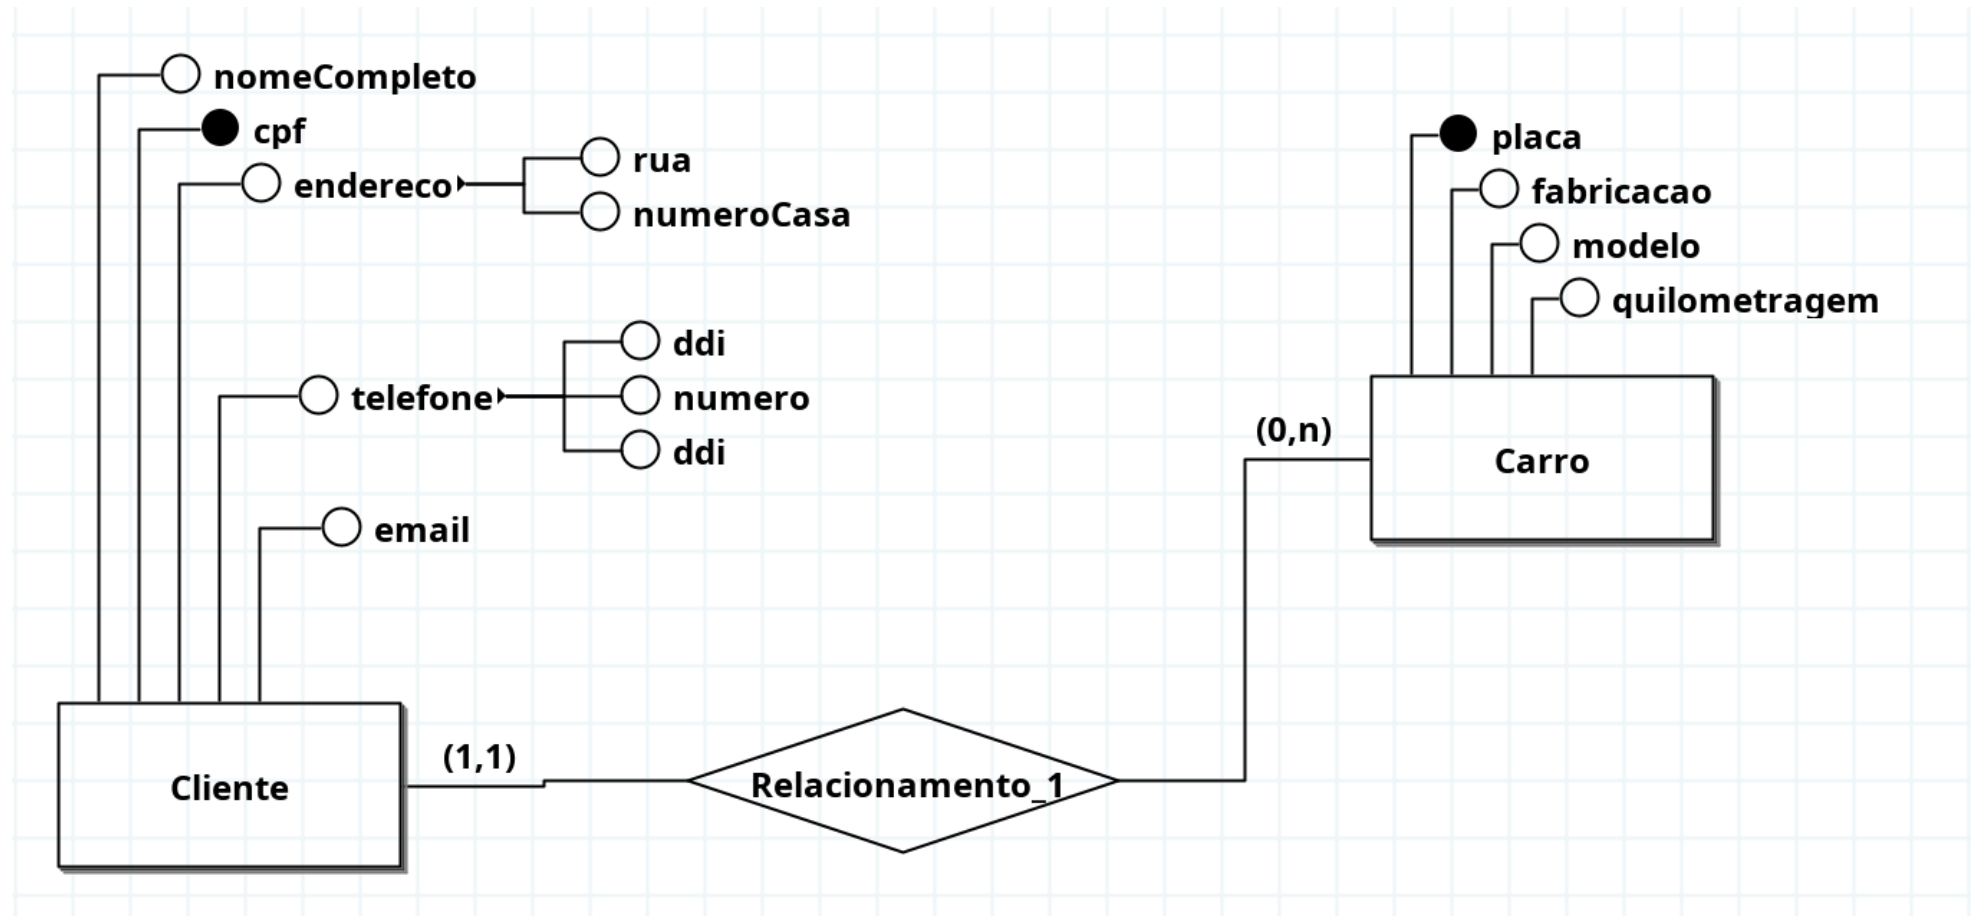 nomeCompleto
cpf
endereco
rua
numeroCasa
telefone
ddi
numero
ddi
email
Cliente
(1,1)
Relacionamento_1
(0,n)
placa
fabricacao
modelo
quilometragem
Carro